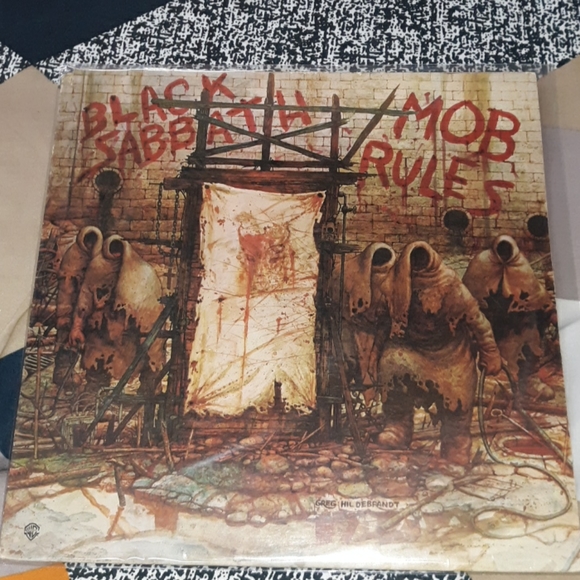 BLACK
SABBATH
MOB
RULES
GREG HILDEBRANDT